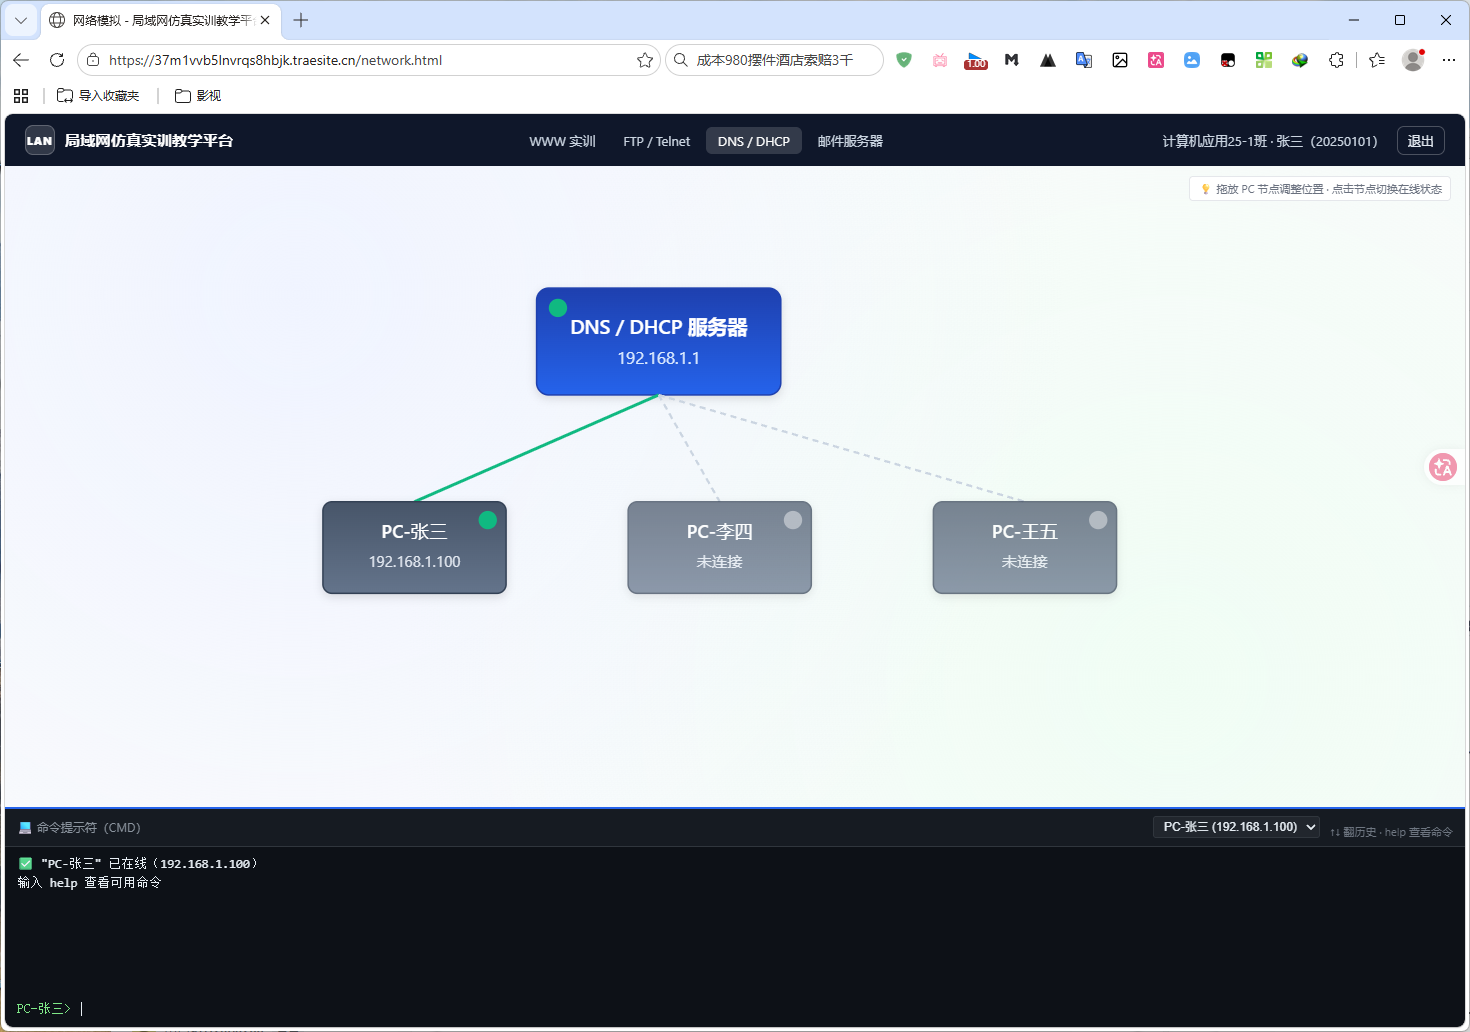 网络模拟 - 局域网仿真实训教学平
https://37m1vvb5lnvrqs8hbjk.traesite.cn/network.html
成本980摆件酒店索赔3千
1.00
导入收藏夹
影视
LAN 局域网仿真实训教学平台
WWW 实训
FTP / Telnet
DNS / DHCP
邮件服务器
计算机应用25-1班 · 张三（20250101）
退出
💡 拖放 PC 节点调整位置 · 点击节点切换在线状态
DNS / DHCP 服务器
192.168.1.1
PC-张三
192.168.1.100
PC-李四
未连接
PC-王五
未连接
命令提示符（CMD）
PC-张三 (192.168.1.100)
↑↓ 翻历史 · help 查看命令
✅ "PC-张三" 已在线（192.168.1.100）
输入 help 查看可用命令
PC-张三>